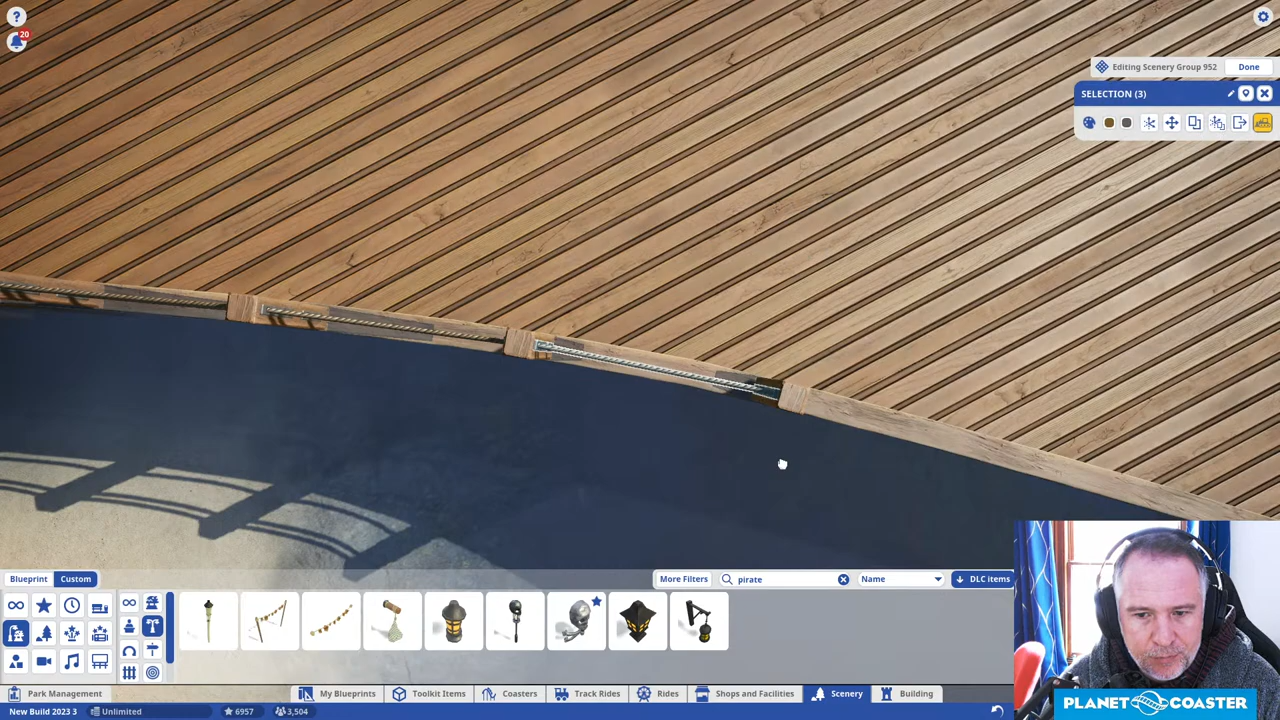 ?
20
Editing Scenery Group 952 Done
SELECTION (3)
Blueprint Custom
More Filters pirate Name DLC items
Park Management My Blueprints Toolkit Items Coasters Track Rides Rides Shops and Facilities Scenery Building
New Build 2023 3 Unlimited 6957 3,504
PLANET COASTER